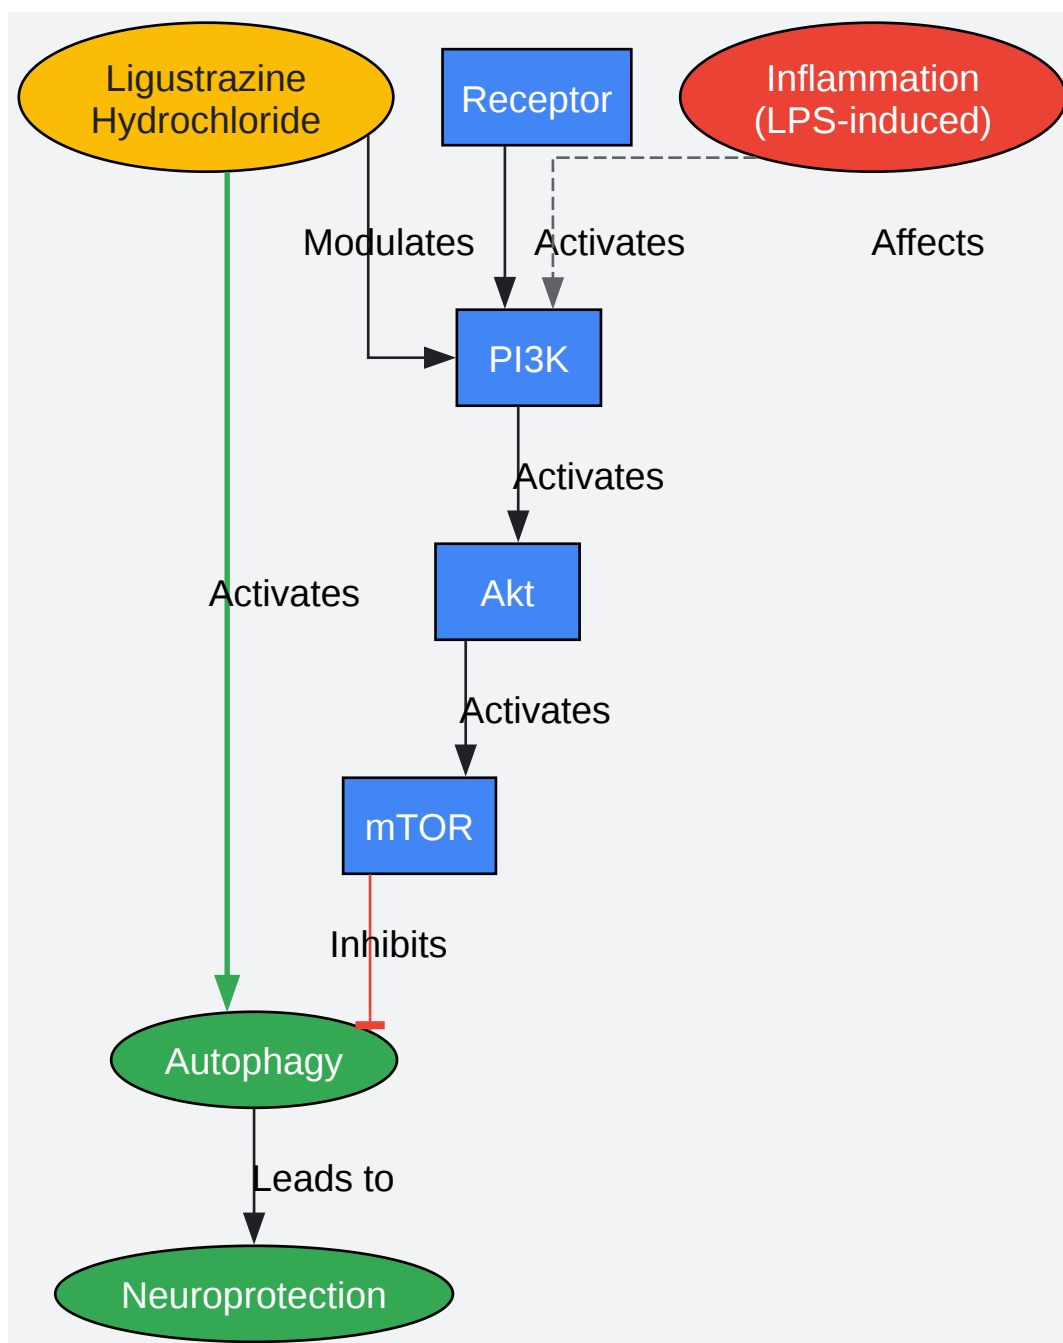 Ligustrazine
Hydrochloride
Receptor
Inflammation
(LPS-induced)
Modulates
Activates
Affects
PI3K
Activates
Akt
Activates
Activates
mTOR
Inhibits
Autophagy
Leads to
Neuroprotection